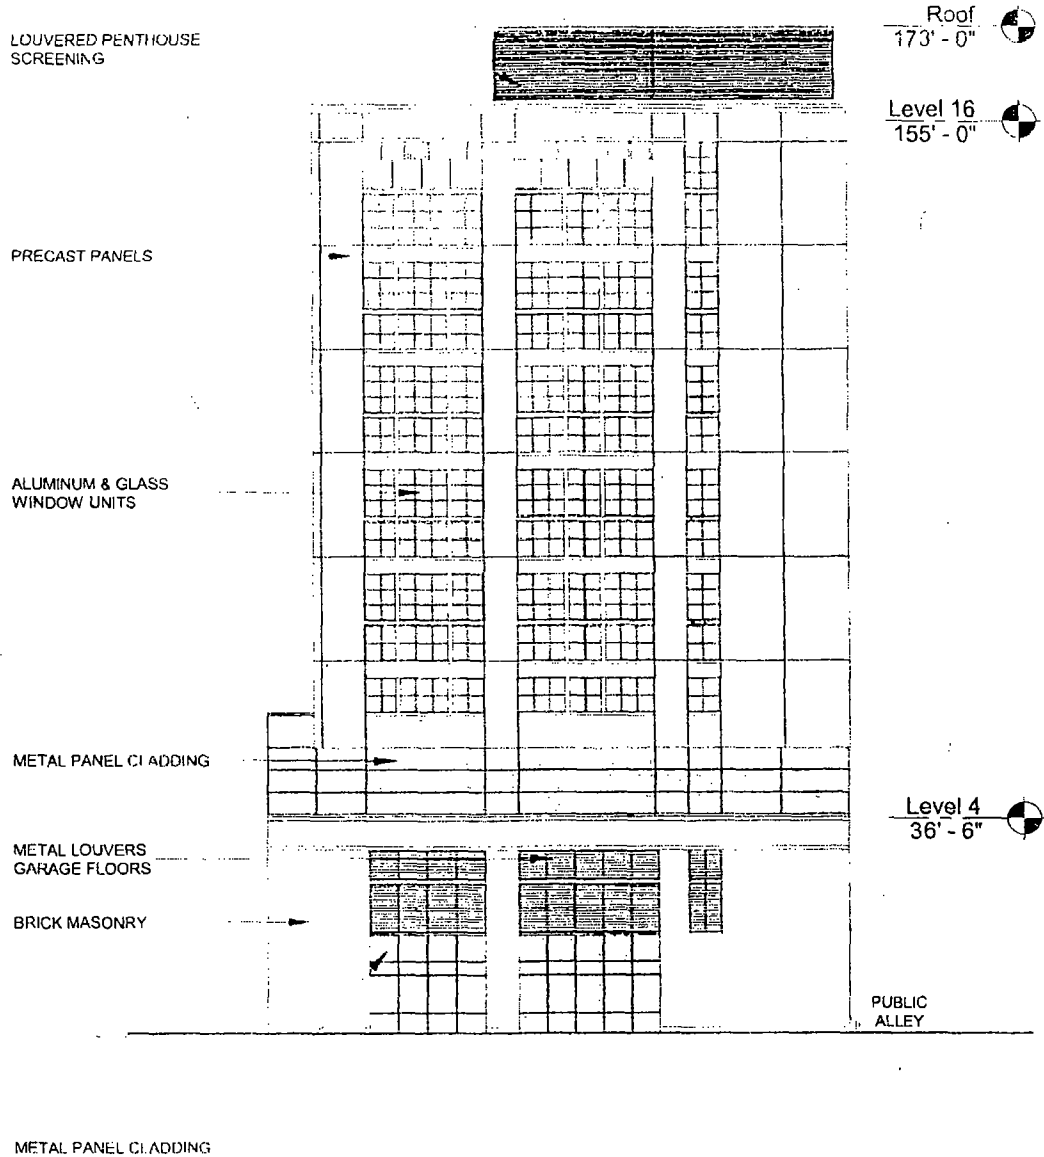 Roof
173' - 0"
LOUVERED PENTHOUSE
SCREENING
Level 16
155' - 0"
PRECAST PANELS
ALUMINUM & GLASS
WINDOW UNITS
METAL PANEL CLADDING
Level 4
36' - 6"
METAL LOUVERS
GARAGE FLOORS
BRICK MASONRY
PUBLIC
ALLEY
METAL PANEL CLADDING